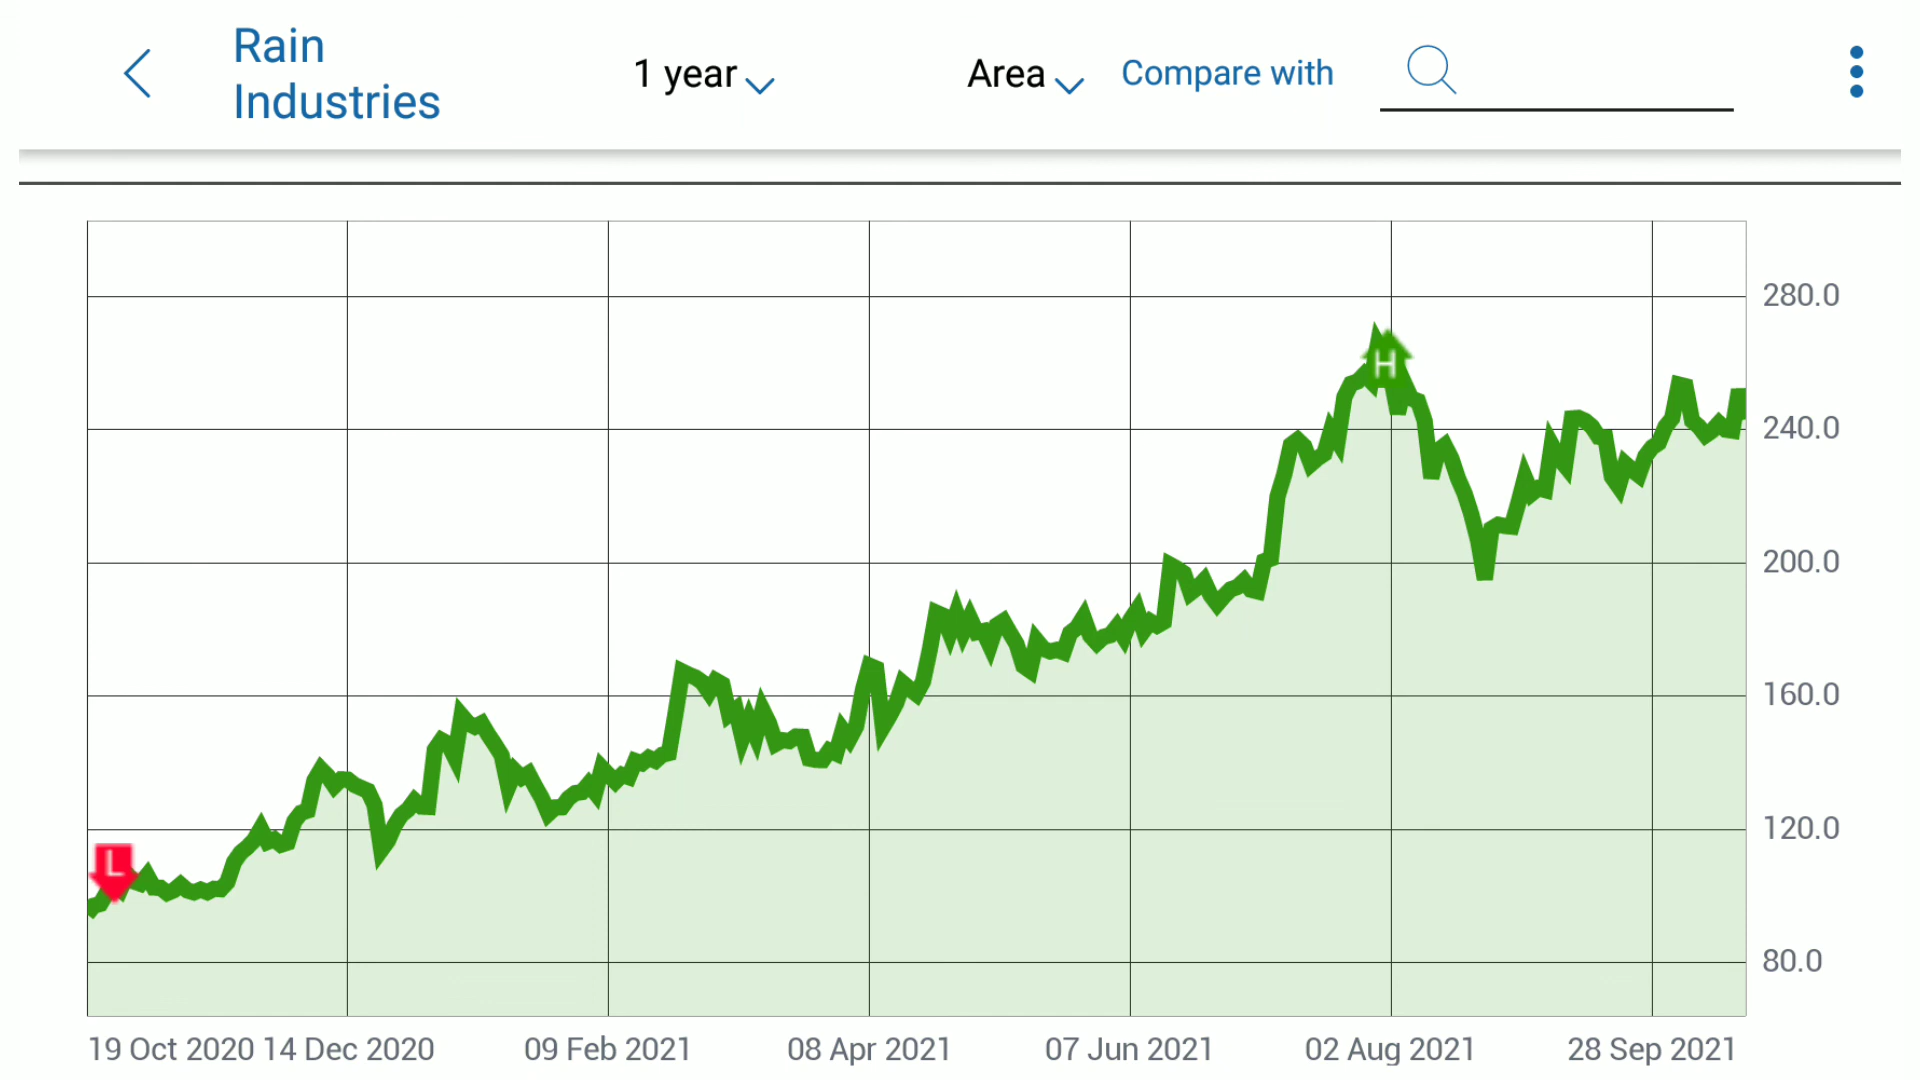 Rain
Industries
1 year
Area
Compare with
H
L
280.0
240.0
200.0
160.0
120.0
80.0
19 Oct 2020 14 Dec 2020 09 Feb 2021 08 Apr 2021 07 Jun 2021 02 Aug 2021 28 Sep 2021